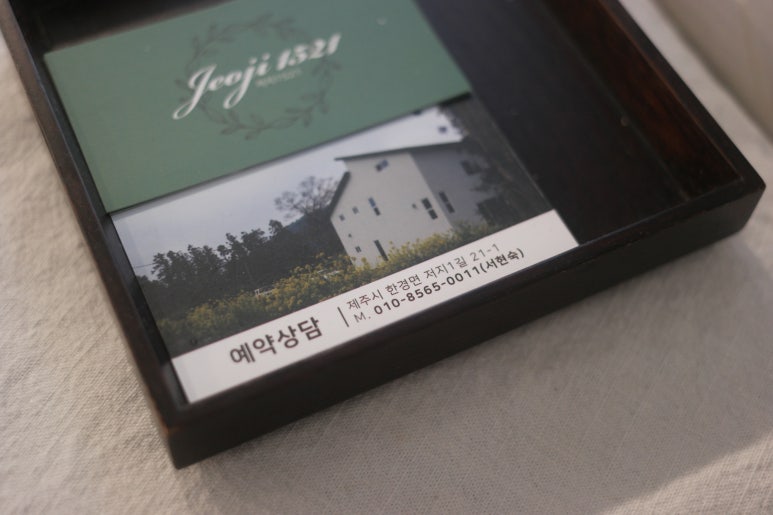 Jeoji 1521
예약상담
제주시 한경면 저지1길 21-1
M. 010-8565-0011(서현숙)